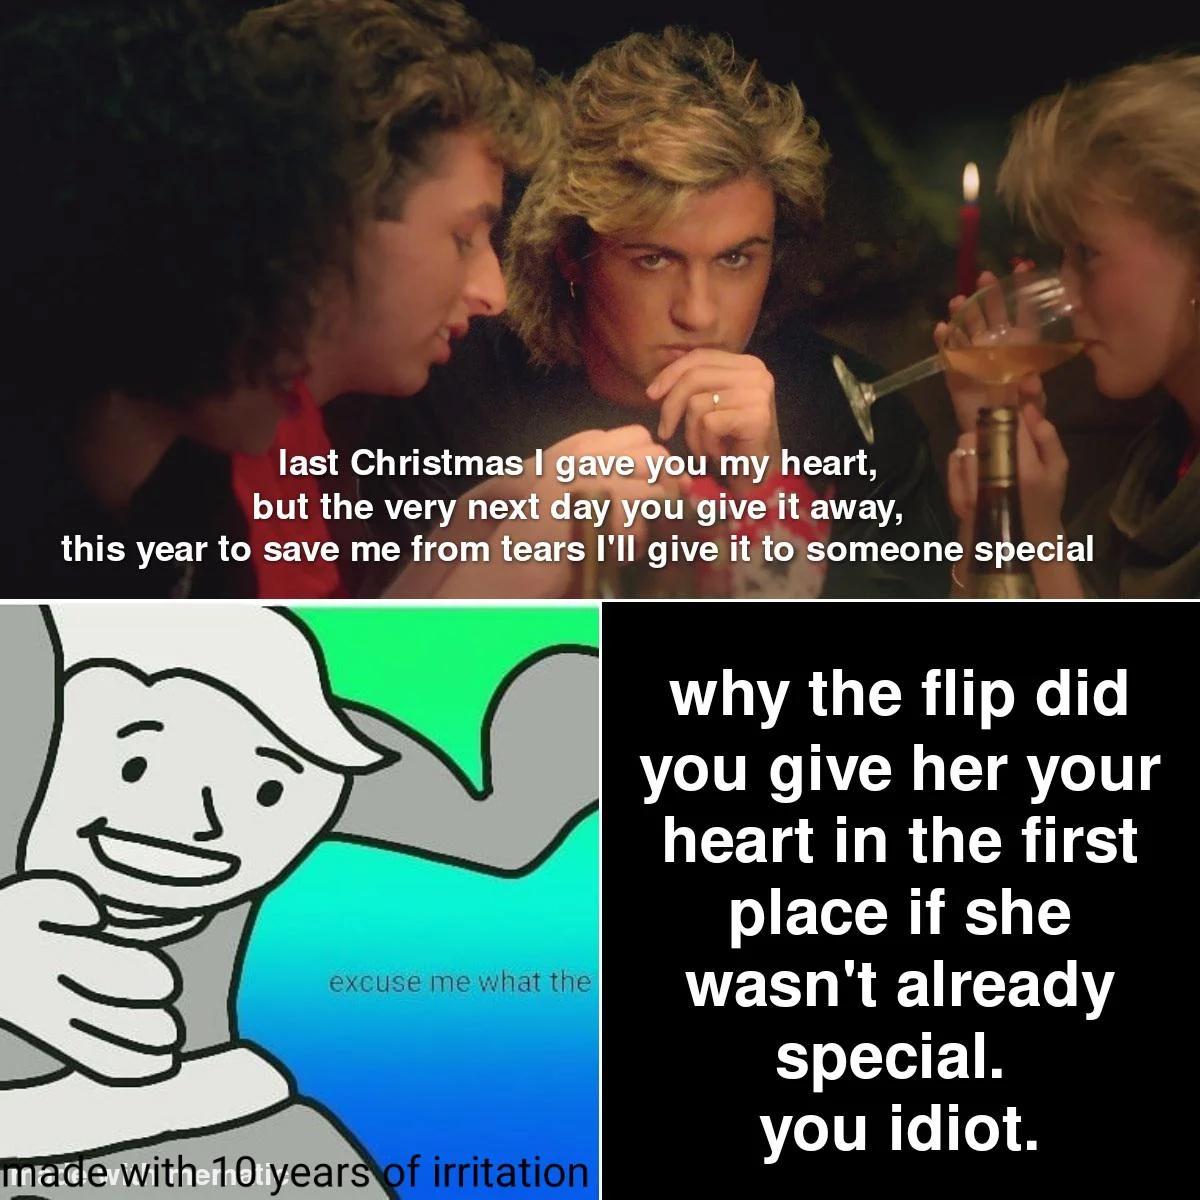 last Christmas I gave you my heart,
but the very next day you give it away,
this year to save me from tears I'll give it to someone special
excuse me what the
made with 10 years of irritation
made with mematic
why the flip did
you give her your
heart in the first
place if she
wasn't already
special.
you idiot.